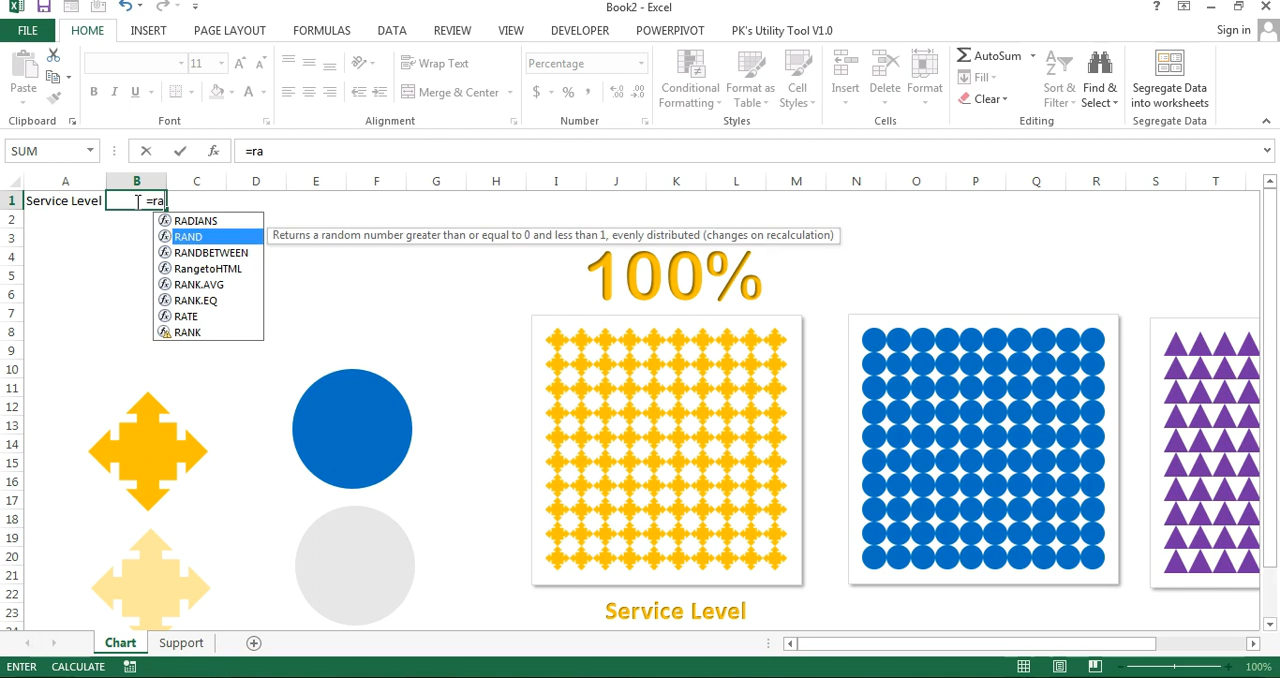 Book2 - Excel
?
FILE HOME INSERT PAGE LAYOUT FORMULAS DATA REVIEW VIEW DEVELOPER POWERPIVOT PK's Utility Tool V1.0 Sign in
Paste
11
Wrap Text
Merge & Center
B I U
Percentage
$ % ,
Conditional Formatting
Format as Table
Cell Styles
Insert
Delete
Format
AutoSum
Fill
Clear
Sort & Filter
Find & Select
Segregate Data into worksheets
Clipboard Font Alignment Number Styles Cells Editing Segregate Data
SUM fx =ra
A B C D E F G H I J K L M N O P Q R S T
1 Service Level =ra
2
3
4
5
6
7
8
9
10
11
12
13
14
15
16
17
18
19
20
21
22
23
RADIANS
RAND
Returns a random number greater than or equal to 0 and less than 1, evenly distributed (changes on recalculation)
RANDBETWEEN
RangetoHTML
RANK.AVG
RANK.EQ
RATE
RANK
100%
Service Level
Chart Support
ENTER CALCULATE 100%